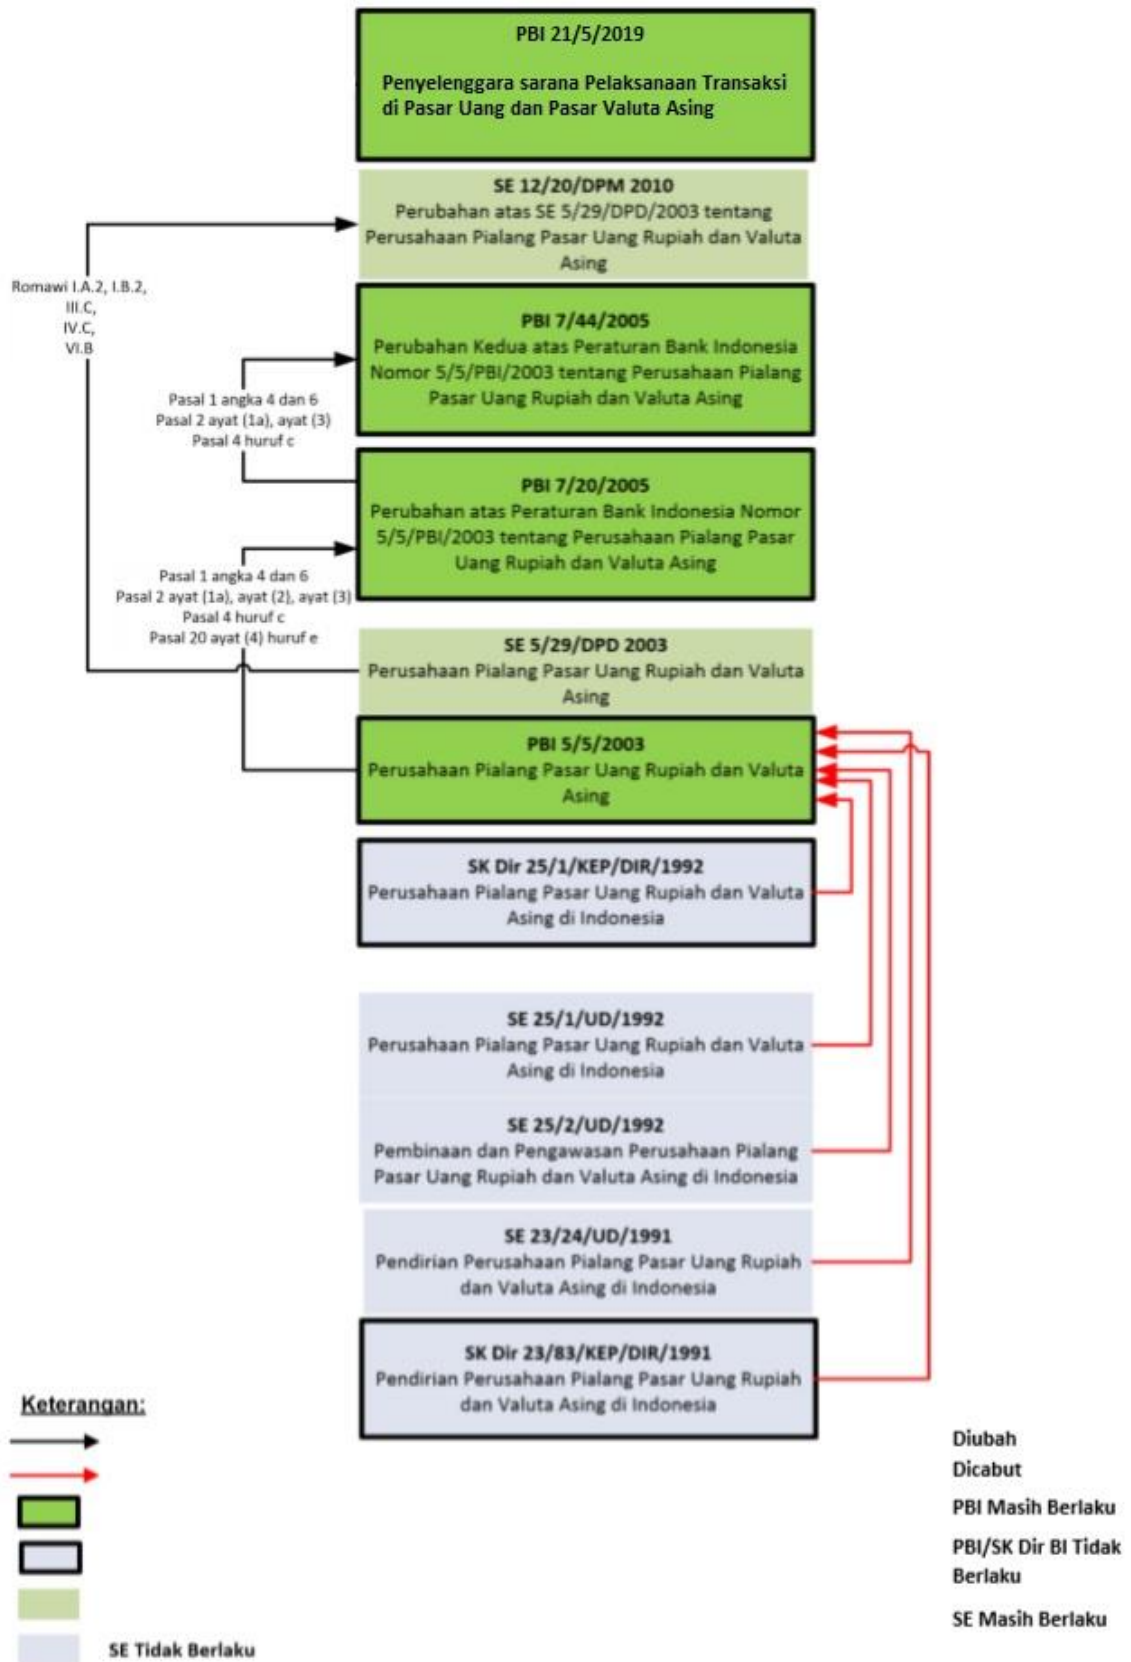 PBI 21/5/2019
Penyelenggara sarana Pelaksanaan Transaksi
di Pasar Uang dan Pasar Valuta Asing
SE 12/20/DPM 2010
Perubahan atas SE 5/29/DPD/2003 tentang
Perusahaan Pialang Pasar Uang Rupiah dan Valuta
Asing
Romawi I.A.2, I.B.2,
III.C,
IV.C,
VI.B
PBI 7/44/2005
Perubahan Kedua atas Peraturan Bank Indonesia
Nomor 5/5/PBI/2003 tentang Perusahaan Pialang
Pasar Uang Rupiah dan Valuta Asing
Pasal 1 angka 4 dan 6
Pasal 2 ayat (1a), ayat (3)
Pasal 4 huruf c
PBI 7/20/2005
Perubahan atas Peraturan Bank Indonesia Nomor
5/5/PBI/2003 tentang Perusahaan Pialang Pasar
Uang Rupiah dan Valuta Asing
Pasal 1 angka 4 dan 6
Pasal 2 ayat (1a), ayat (2), ayat (3)
Pasal 4 huruf c
Pasal 20 ayat (4) huruf e
SE 5/29/DPD 2003
Perusahaan Pialang Pasar Uang Rupiah dan Valuta
Asing
PBI 5/5/2003
Perusahaan Pialang Pasar Uang Rupiah dan Valuta
Asing
SK Dir 25/1/KEP/DIR/1992
Perusahaan Pialang Pasar Uang Rupiah dan Valuta
Asing di Indonesia
SE 25/1/UD/1992
Perusahaan Pialang Pasar Uang Rupiah dan Valuta
Asing di Indonesia
SE 25/2/UD/1992
Pembinaan dan Pengawasan Perusahaan Pialang
Pasar Uang Rupiah dan Valuta Asing di Indonesia
SE 23/24/UD/1991
Pendirian Perusahaan Pialang Pasar Uang Rupiah
dan Valuta Asing di Indonesia
SK Dir 23/83/KEP/DIR/1991
Pendirian Perusahaan Pialang Pasar Uang Rupiah
dan Valuta Asing di Indonesia
Keterangan:
Diubah
Dicabut
PBI Masih Berlaku
PBI/SK Dir BI Tidak
Berlaku
SE Masih Berlaku
SE Tidak Berlaku